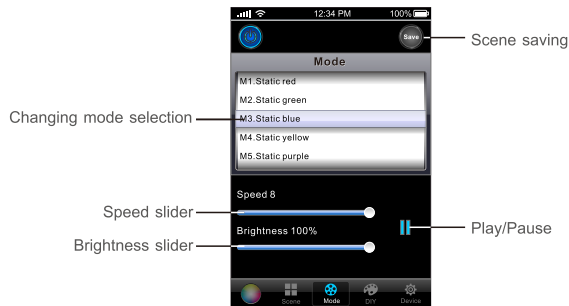 12:34 PM
100%
Save
Scene saving
Mode
M1.Static red
M2.Static green
Changing mode selection
M3.Static blue
M4.Static yellow
M5.Static purple
Speed 8
Speed slider
Play/Pause
Brightness 100%
Brightness slider
Scene
Mode
DIY
Device